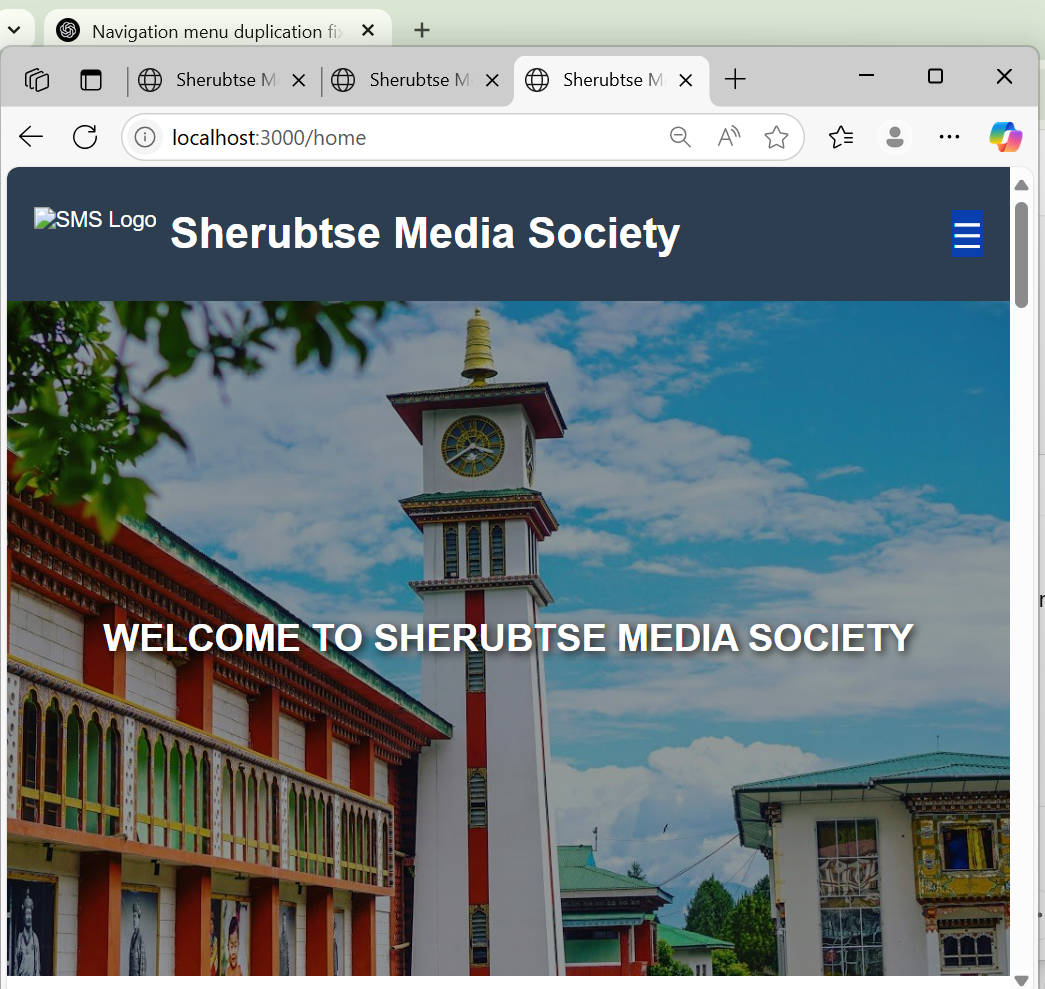 Navigation menu duplication fix
Sherubtse M
Sherubtse M
Sherubtse M
localhost:3000/home
SMS Logo
Sherubtse Media Society
WELCOME TO SHERUBTSE MEDIA SOCIETY